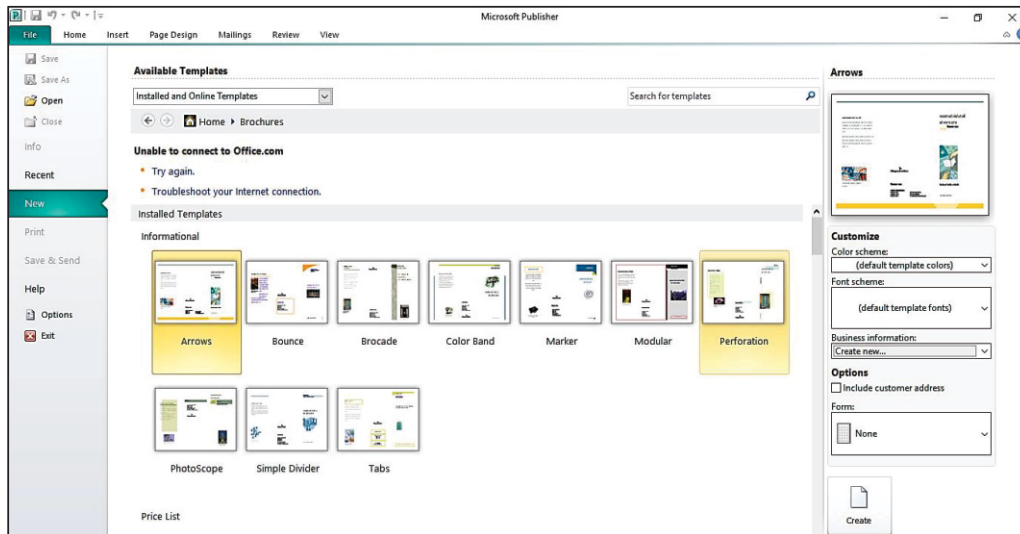 Microsoft Publisher
File Home Insert Page Design Mailings Review View
Save
Save As
Open
Close
Info
Recent
New
Print
Save & Send
Help
Options
Exit
Available Templates
Installed and Online Templates
Search for templates
Home Brochures
Unable to connect to Office.com
Try again.
Troubleshoot your Internet connection.
Installed Templates
Informational
Arrows Bounce Brocade Color Band Marker Modular Perforation
PhotoScope Simple Divider Tabs
Price List
Arrows
Customize
Color scheme:
(default template colors)
Font scheme:
(default template fonts)
Business information:
Create new...
Options
Include customer address
Form:
None
Create